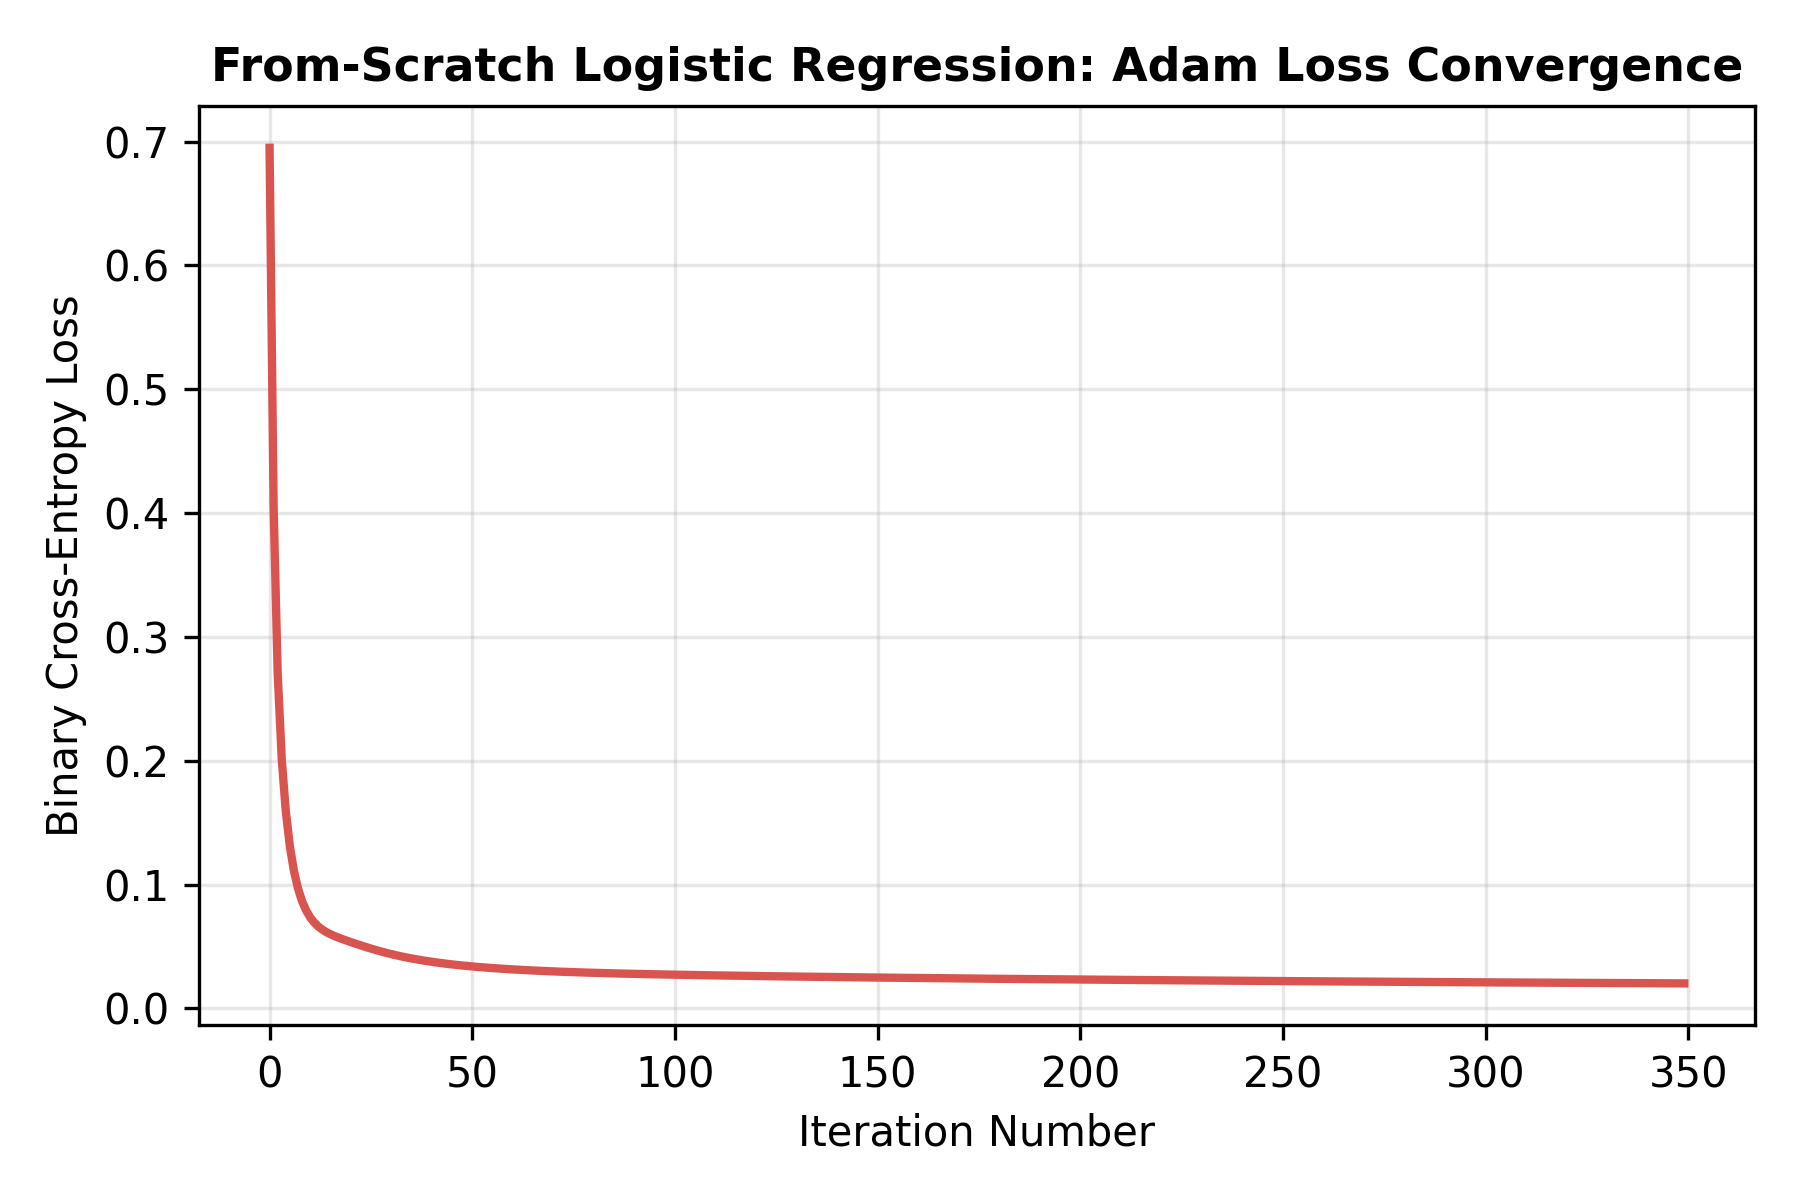 From-Scratch Logistic Regression: Adam Loss Convergence
Binary Cross-Entropy Loss
0.7
0.6
0.5
0.4
0.3
0.2
0.1
0.0
0 50 100 150 200 250 300 350
Iteration Number